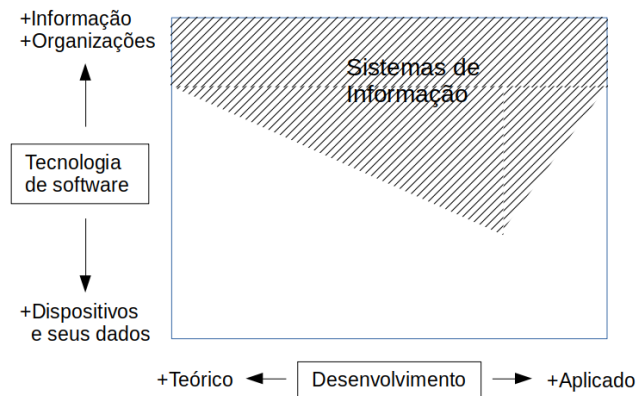 +Informação
+Organizações
Sistemas de
Informação
Tecnologia
de software
+Dispositivos
e seus dados
+Teórico
Desenvolvimento
+Aplicado